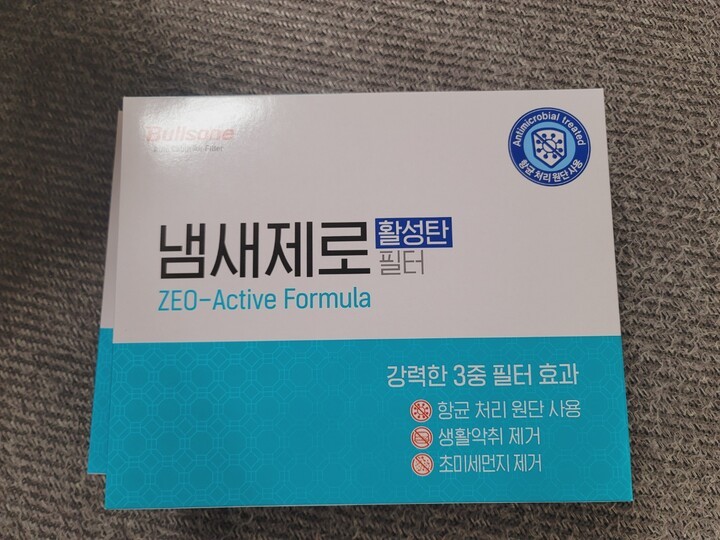 Bullsone
Antimicrobial treated
항균 처리 원단 사용
냄새제로 활성탄
필터
ZEO-Active Formula
강력한 3중 필터 효과
항균 처리 원단 사용
생활악취 제거
초미세먼지 제거